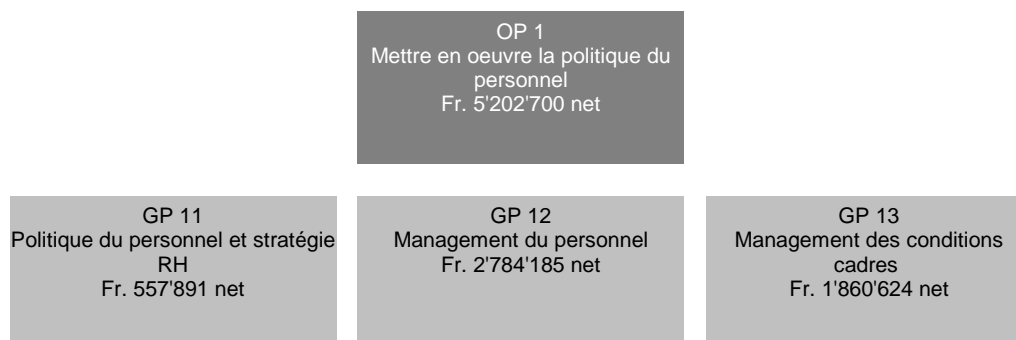 OP 1
Mettre en oeuvre la politique du
personnel
Fr. 5'202'700 net
GP 11
Politique du personnel et stratégie
RH
Fr. 557'891 net
GP 12
Management du personnel
Fr. 2'784'185 net
GP 13
Management des conditions
cadres
Fr. 1'860'624 net